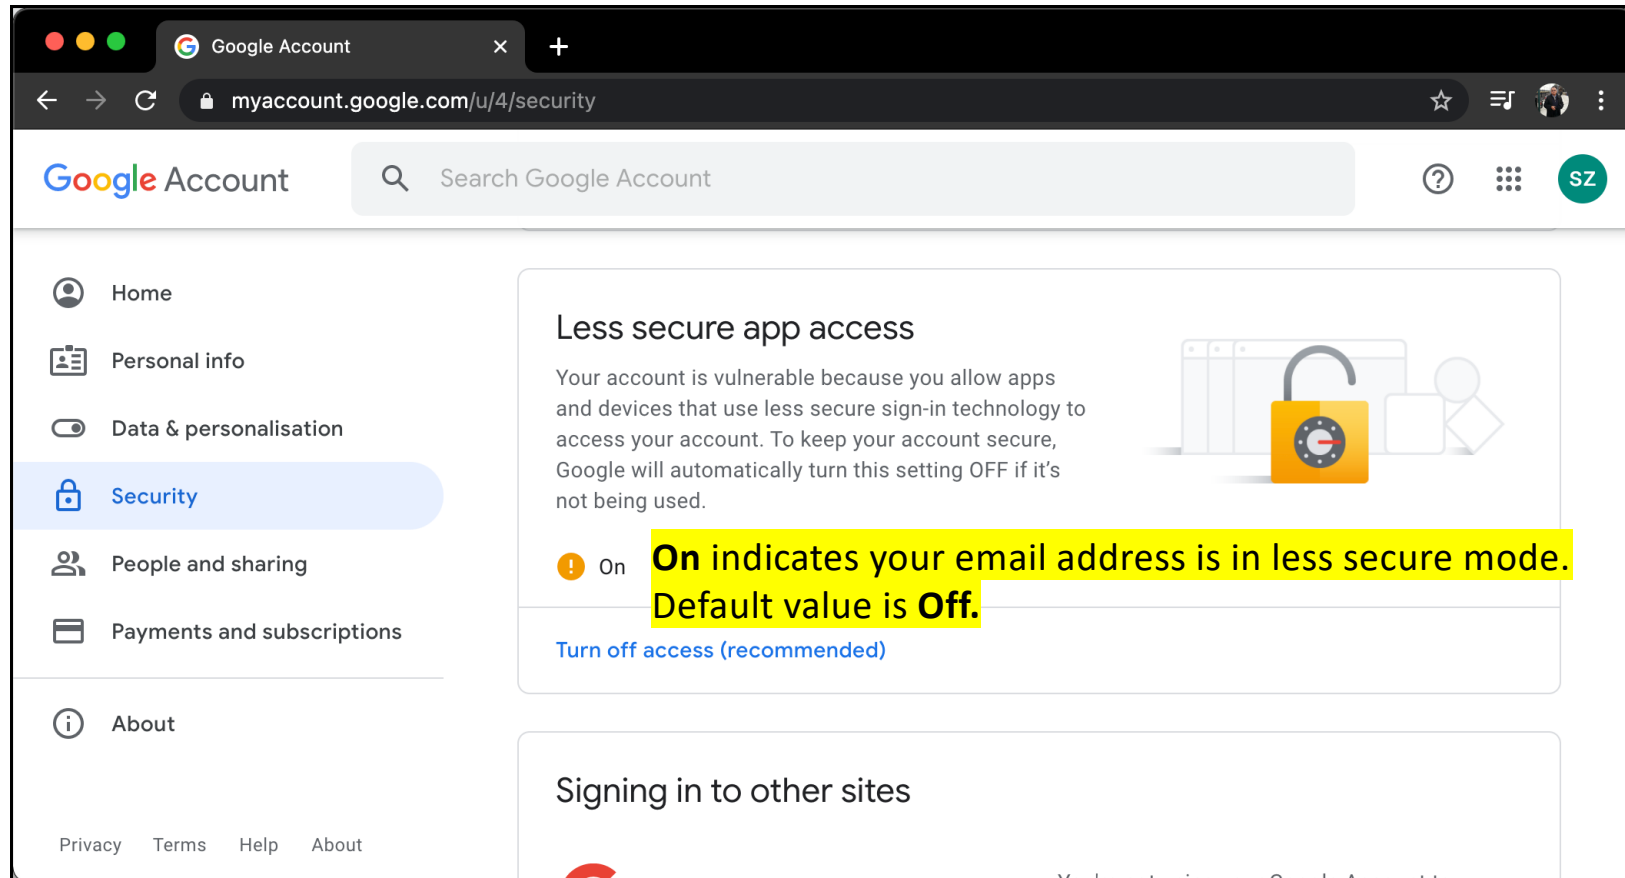 Google Account
myaccount.google.com/u/4/security
Google Account
Search Google Account
SZ
Home
Personal info
Data & personalisation
Security
People and sharing
Payments and subscriptions
About
Privacy Terms Help About
Less secure app access
Your account is vulnerable because you allow apps
and devices that use less secure sign-in technology to
access your account. To keep your account secure,
Google will automatically turn this setting OFF if it's
not being used.
On
On indicates your email address is in less secure mode.
Default value is Off.
Turn off access (recommended)
Signing in to other sites